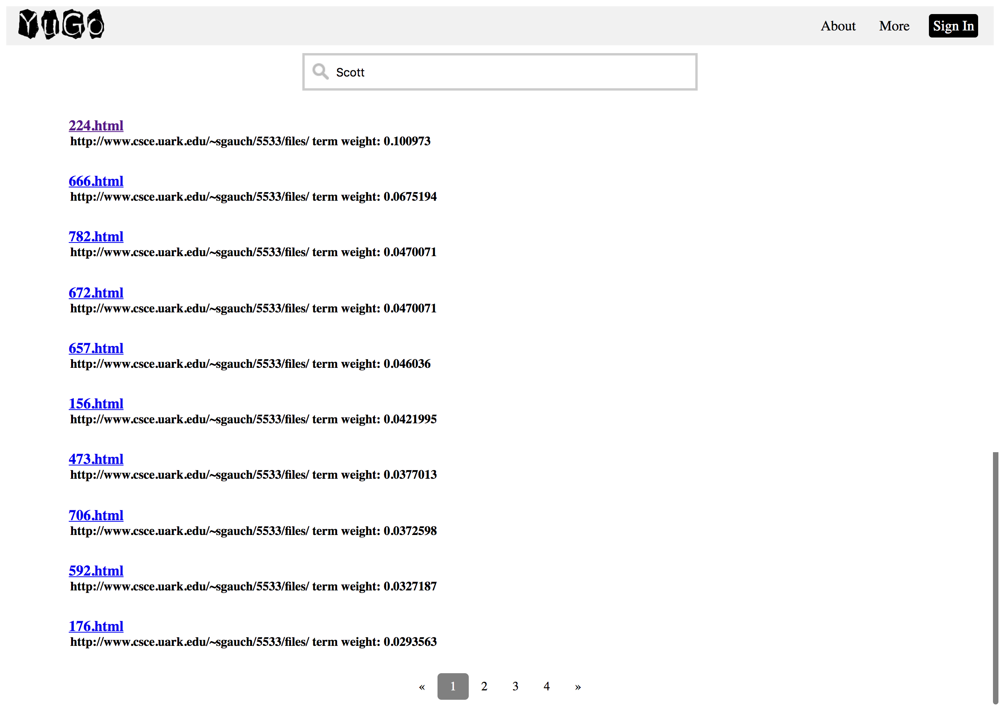 YuGo
About More Sign In
Scott
224.html
http://www.csce.uark.edu/~sgauch/5533/files/ term weight: 0.100973
666.html
http://www.csce.uark.edu/~sgauch/5533/files/ term weight: 0.0675194
782.html
http://www.csce.uark.edu/~sgauch/5533/files/ term weight: 0.0470071
672.html
http://www.csce.uark.edu/~sgauch/5533/files/ term weight: 0.0470071
657.html
http://www.csce.uark.edu/~sgauch/5533/files/ term weight: 0.046036
156.html
http://www.csce.uark.edu/~sgauch/5533/files/ term weight: 0.0421995
473.html
http://www.csce.uark.edu/~sgauch/5533/files/ term weight: 0.0377013
706.html
http://www.csce.uark.edu/~sgauch/5533/files/ term weight: 0.0372598
592.html
http://www.csce.uark.edu/~sgauch/5533/files/ term weight: 0.0327187
176.html
http://www.csce.uark.edu/~sgauch/5533/files/ term weight: 0.0293563
« 1 2 3 4 »